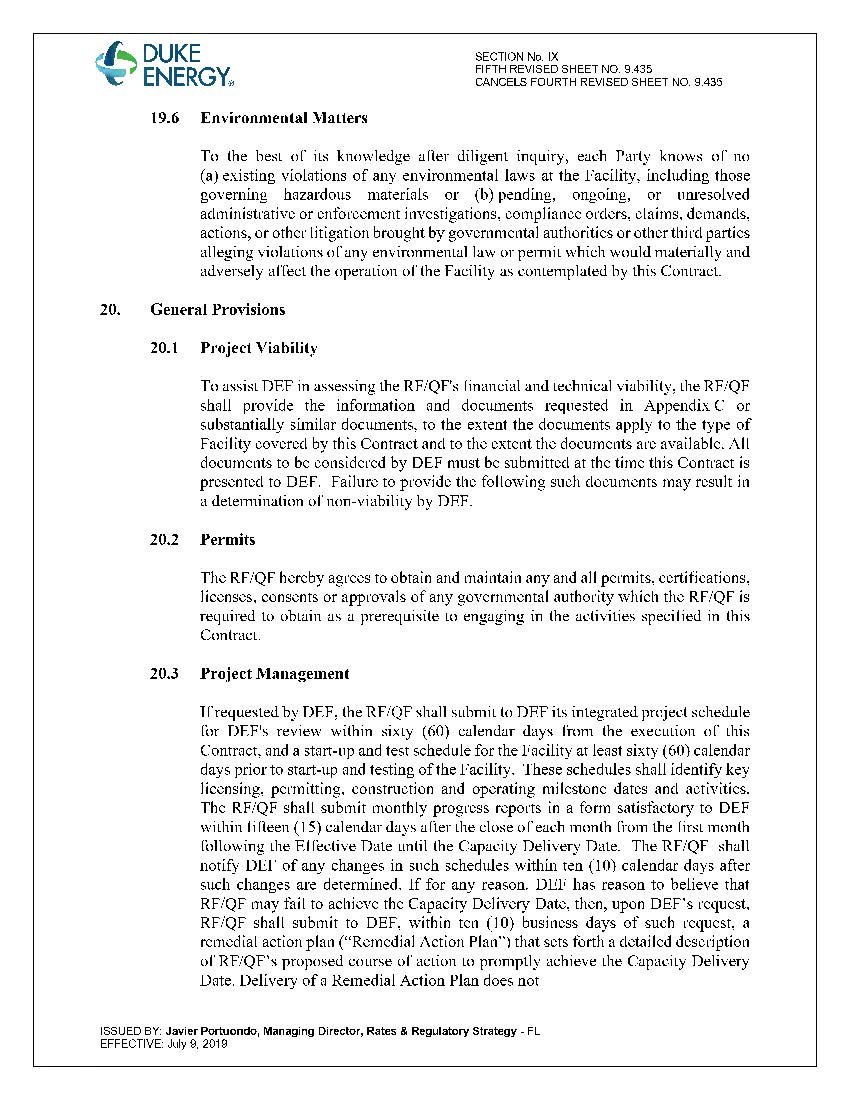 DUKE
ENERGY®
SECTION No. IX
FIFTH REVISED SHEET NO. 9.435
CANCELS FOURTH REVISED SHEET NO. 9.435
19.6 Environmental Matters
To the best of its knowledge after diligent inquiry, each Party knows of no
(a) existing violations of any environmental laws at the Facility, including those
governing hazardous materials or (b) pending, ongoing, or unresolved
administrative or enforcement investigations, compliance orders, claims, demands,
actions, or other litigation brought by governmental authorities or other third parties
alleging violations of any environmental law or permit which would materially and
adversely affect the operation of the Facility as contemplated by this Contract.
20. General Provisions
20.1 Project Viability
To assist DEF in assessing the RF/QF's financial and technical viability, the RF/QF
shall provide the information and documents requested in Appendix C or
substantially similar documents, to the extent the documents apply to the type of
Facility covered by this Contract and to the extent the documents are available. All
documents to be considered by DEF must be submitted at the time this Contract is
presented to DEF. Failure to provide the following such documents may result in
a determination of non-viability by DEF.
20.2 Permits
The RF/QF hereby agrees to obtain and maintain any and all permits, certifications,
licenses, consents or approvals of any governmental authority which the RF/QF is
required to obtain as a prerequisite to engaging in the activities specified in this
Contract.
20.3 Project Management
If requested by DEF, the RF/QF shall submit to DEF its integrated project schedule
for DEF's review within sixty (60) calendar days from the execution of this
Contract, and a start-up and test schedule for the Facility at least sixty (60) calendar
days prior to start-up and testing of the Facility. These schedules shall identify key
licensing, permitting, construction and operating milestone dates and activities.
The RF/QF shall submit monthly progress reports in a form satisfactory to DEF
within fifteen (15) calendar days after the close of each month from the first month
following the Effective Date until the Capacity Delivery Date. The RF/QF shall
notify DEF of any changes in such schedules within ten (10) calendar days after
such changes are determined. If for any reason, DEF has reason to believe that
RF/QF may fail to achieve the Capacity Delivery Date, then, upon DEF’s request,
RF/QF shall submit to DEF, within ten (10) business days of such request, a
remedial action plan (“Remedial Action Plan”) that sets forth a detailed description
of RF/QF’s proposed course of action to promptly achieve the Capacity Delivery
Date. Delivery of a Remedial Action Plan does not
ISSUED BY: Javier Portuondo, Managing Director, Rates & Regulatory Strategy - FL
EFFECTIVE: July 9, 2019